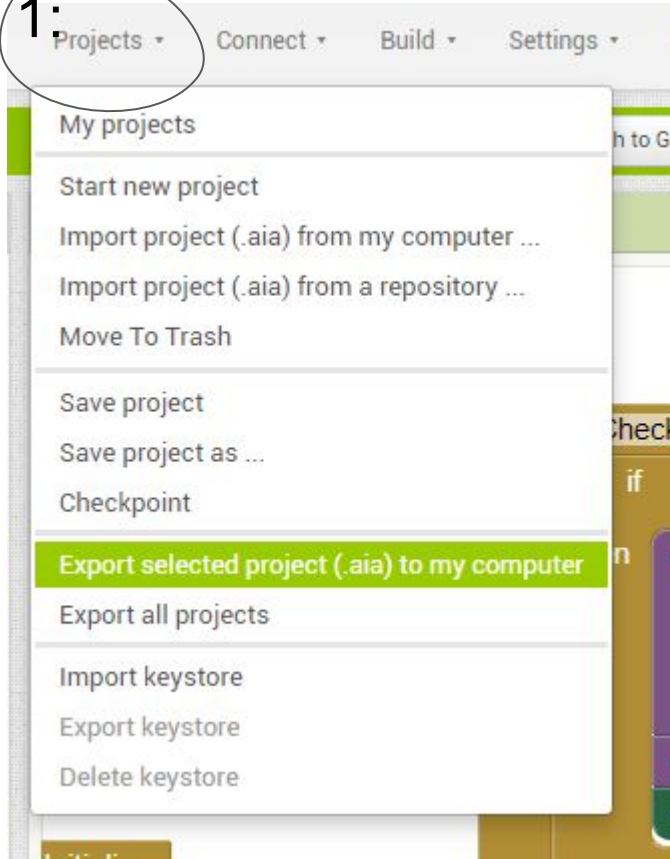 1:
Projects Connect Build Settings
My projects
h to G
Start new project
Import project (.aia) from my computer ...
Import project (.aia) from a repository ...
Move To Trash
Save project
Save project as ...
Checkpoint
if
Export selected project (.aia) to my computer
Export all projects
Import keystore
Export keystore
Delete keystore